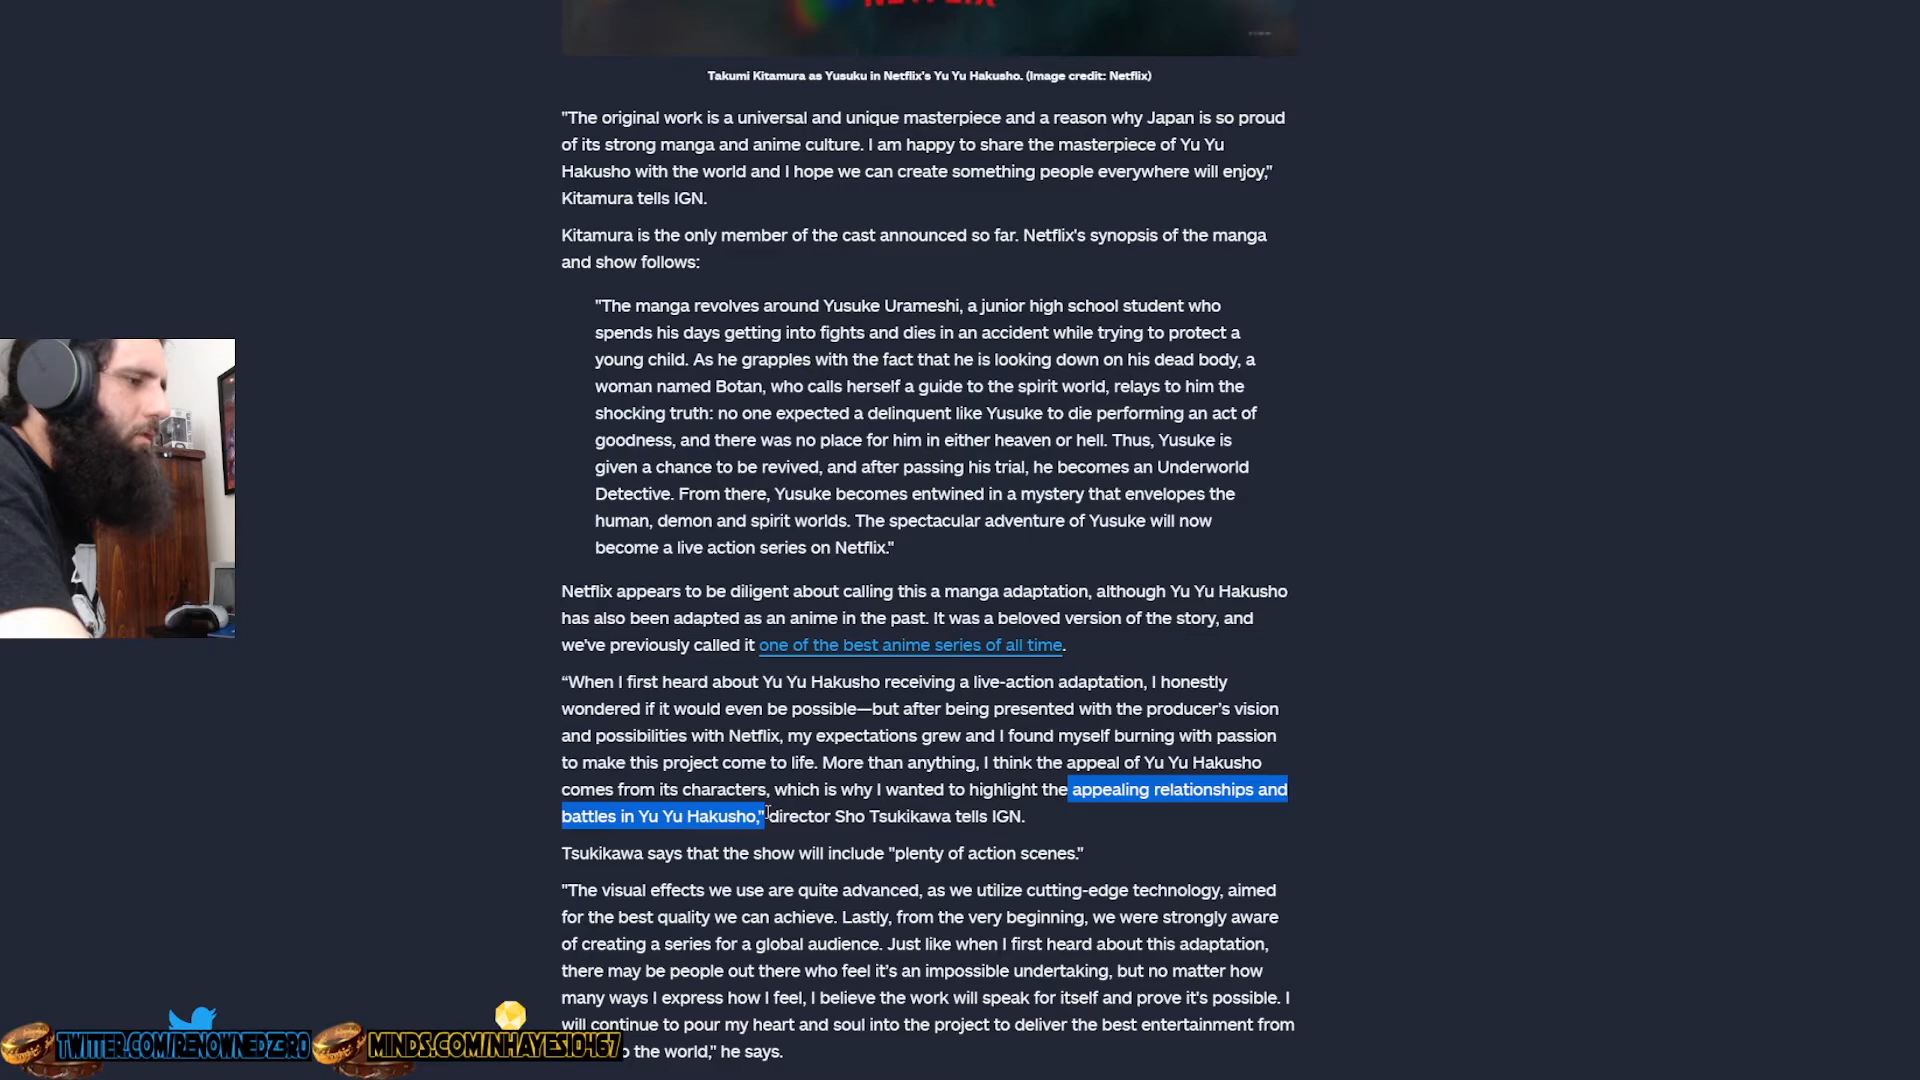 NETFLIX
Takumi Kitamura as Yusuku in Netflix's Yu Yu Hakusho. (Image credit: Netflix)
"The original work is a universal and unique masterpiece and a reason why Japan is so proud
of its strong manga and anime culture. I am happy to share the masterpiece of Yu Yu
Hakusho with the world and I hope we can create something people everywhere will enjoy,"
Kitamura tells IGN.
Kitamura is the only member of the cast announced so far. Netflix's synopsis of the manga
and show follows:
"The manga revolves around Yusuke Urameshi, a junior high school student who
spends his days getting into fights and dies in an accident while trying to protect a
young child. As he grapples with the fact that he is looking down on his dead body, a
woman named Botan, who calls herself a guide to the spirit world, relays to him the
shocking truth: no one expected a delinquent like Yusuke to die performing an act of
goodness, and there was no place for him in either heaven or hell. Thus, Yusuke is
given a chance to be revived, and after passing his trial, he becomes an Underworld
Detective. From there, Yusuke becomes entwined in a mystery that envelopes the
human, demon and spirit worlds. The spectacular adventure of Yusuke will now
become a live action series on Netflix."
Netflix appears to be diligent about calling this a manga adaptation, although Yu Yu Hakusho
has also been adapted as an anime in the past. It was a beloved version of the story, and
we've previously called it one of the best anime series of all time.
“When I first heard about Yu Yu Hakusho receiving a live-action adaptation, I honestly
wondered if it would even be possible—but after being presented with the producer’s vision
and possibilities with Netflix, my expectations grew and I found myself burning with passion
to make this project come to life. More than anything, I think the appeal of Yu Yu Hakusho
comes from its characters, which is why I wanted to highlight the appealing relationships and
battles in Yu Yu Hakusho," director Sho Tsukikawa tells IGN.
Tsukikawa says that the show will include "plenty of action scenes."
"The visual effects we use are quite advanced, as we utilize cutting-edge technology, aimed
for the best quality we can achieve. Lastly, from the very beginning, we were strongly aware
of creating a series for a global audience. Just like when I first heard about this adaptation,
there may be people out there who feel it’s an impossible undertaking, but no matter how
many ways I express how I feel, I believe the work will speak for itself and prove it's possible. I
will continue to pour my heart and soul into the project to deliver the best entertainment from
the world," he says.
TWITTER.COM/RENOWNEDZ3R0
MINDS.COM/NHAYES10467